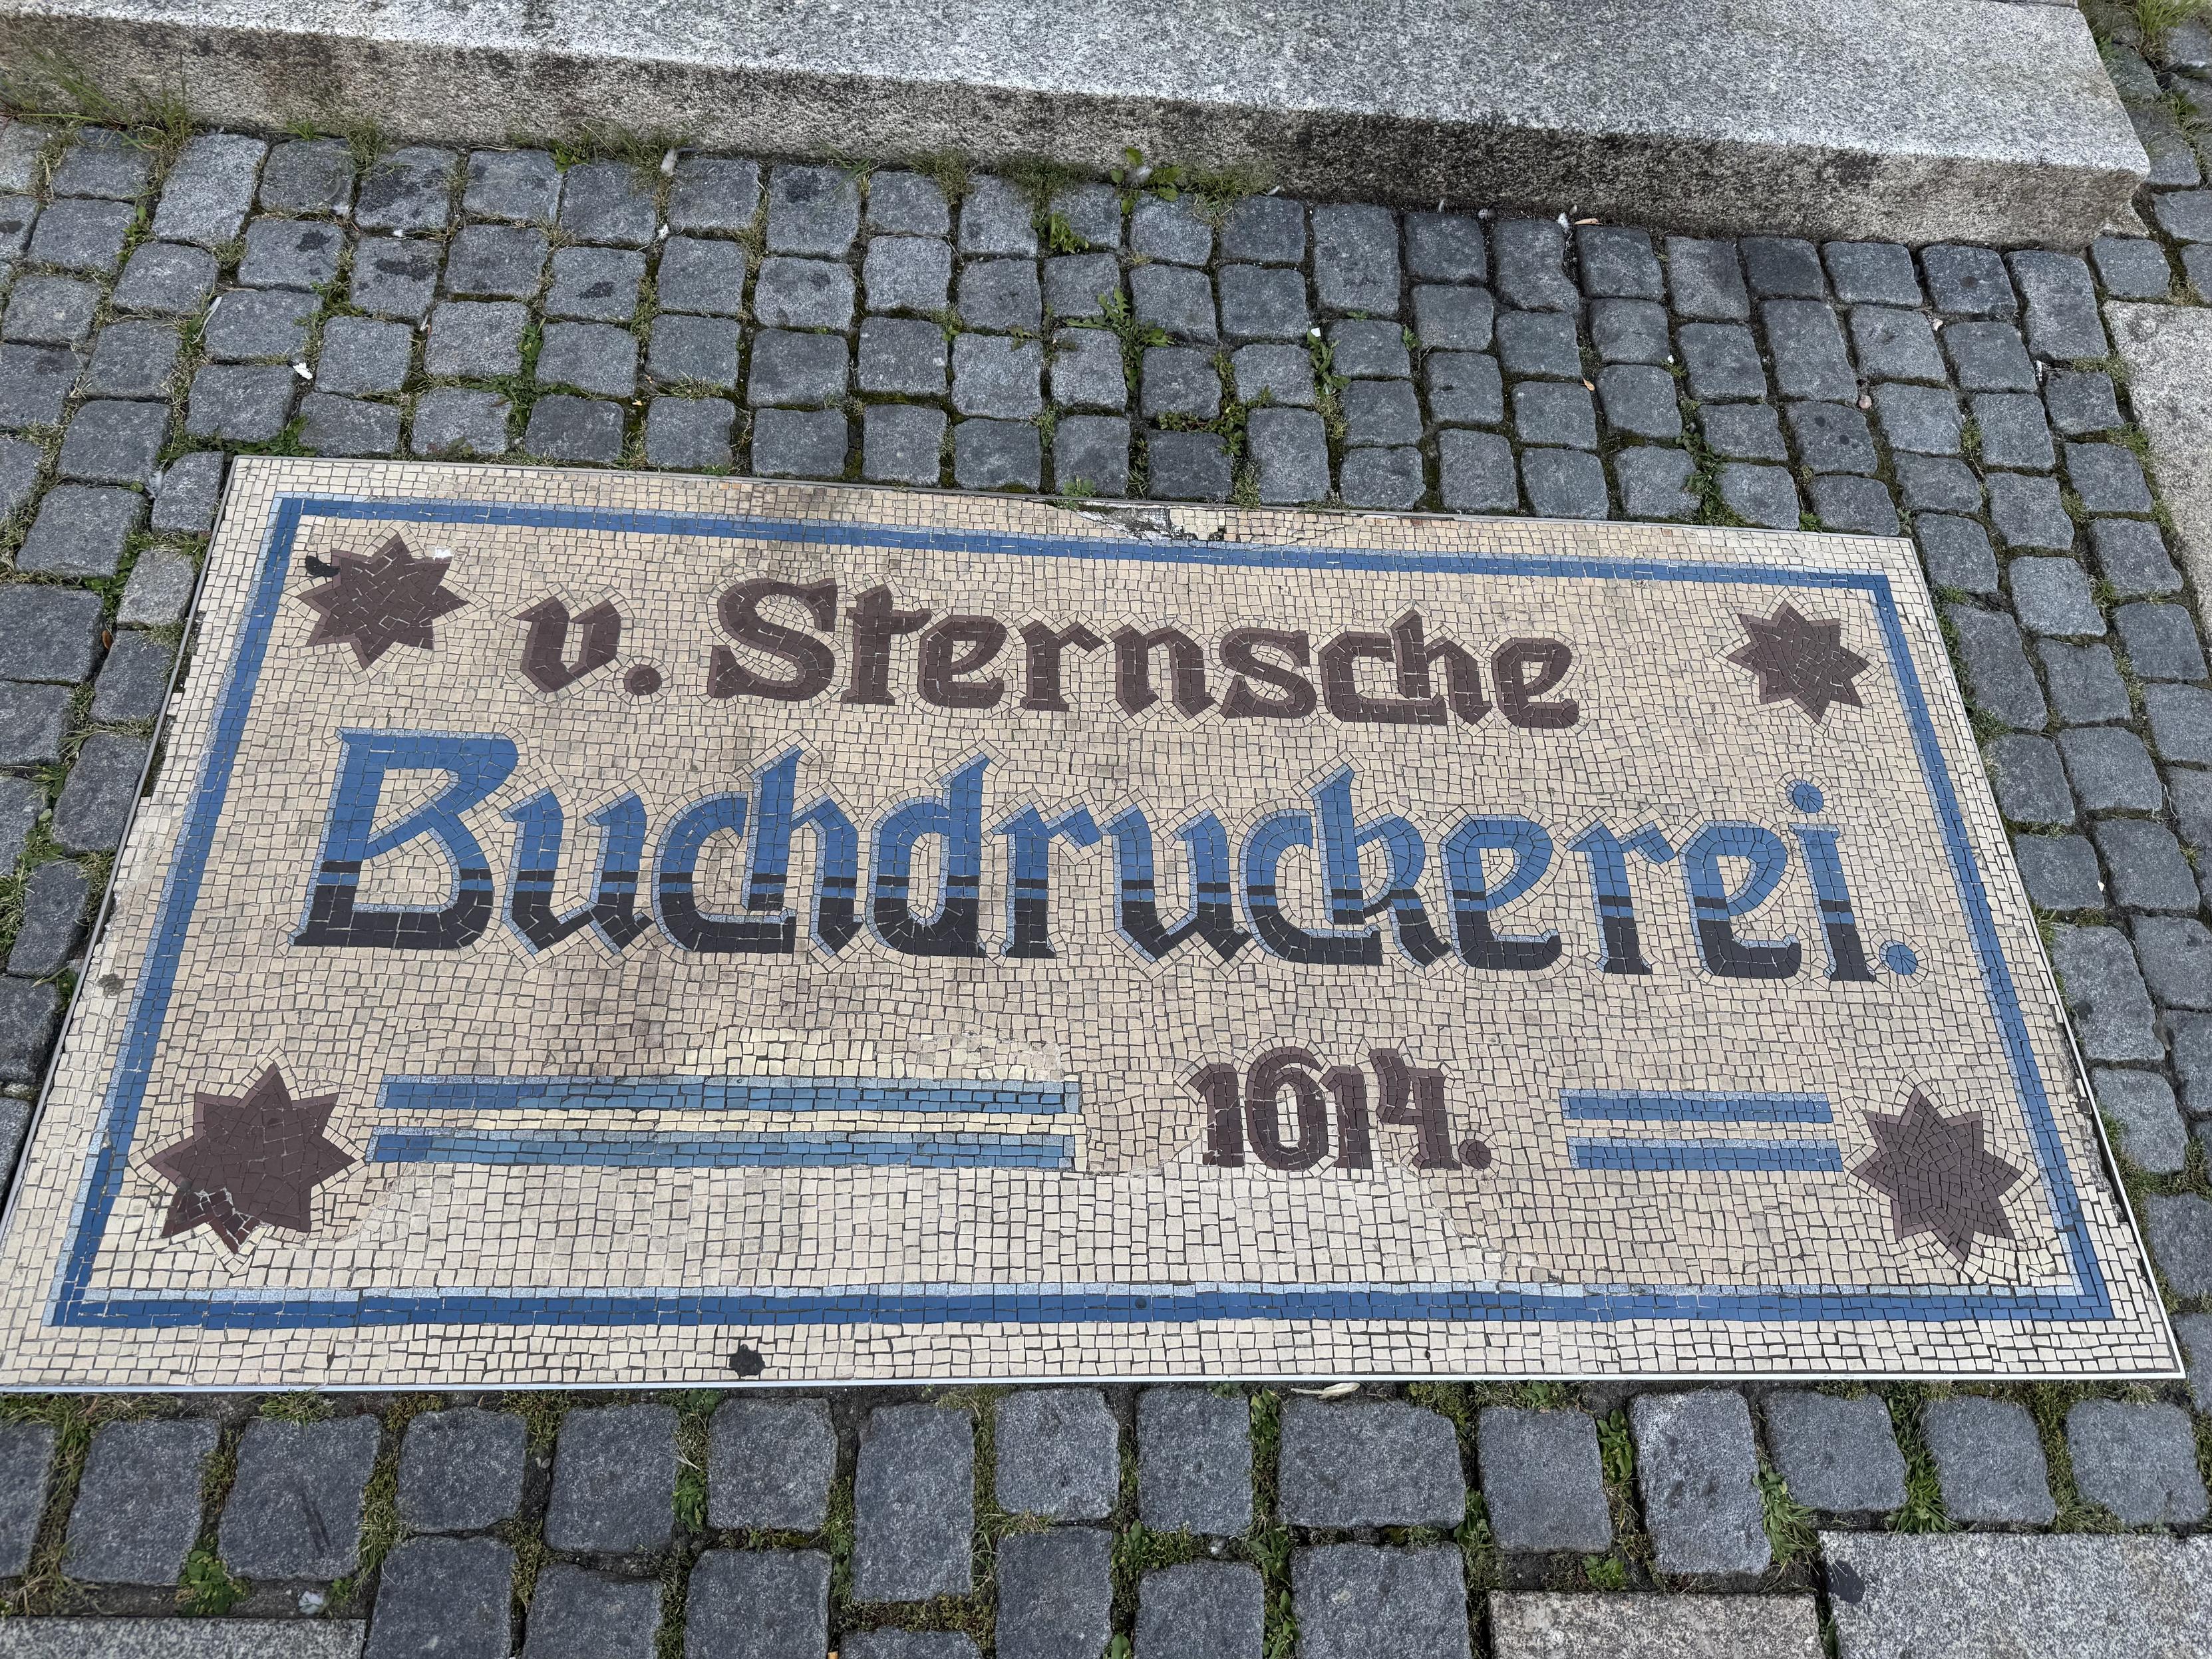 v. Sternsche
Buchdruckerei.
1614.